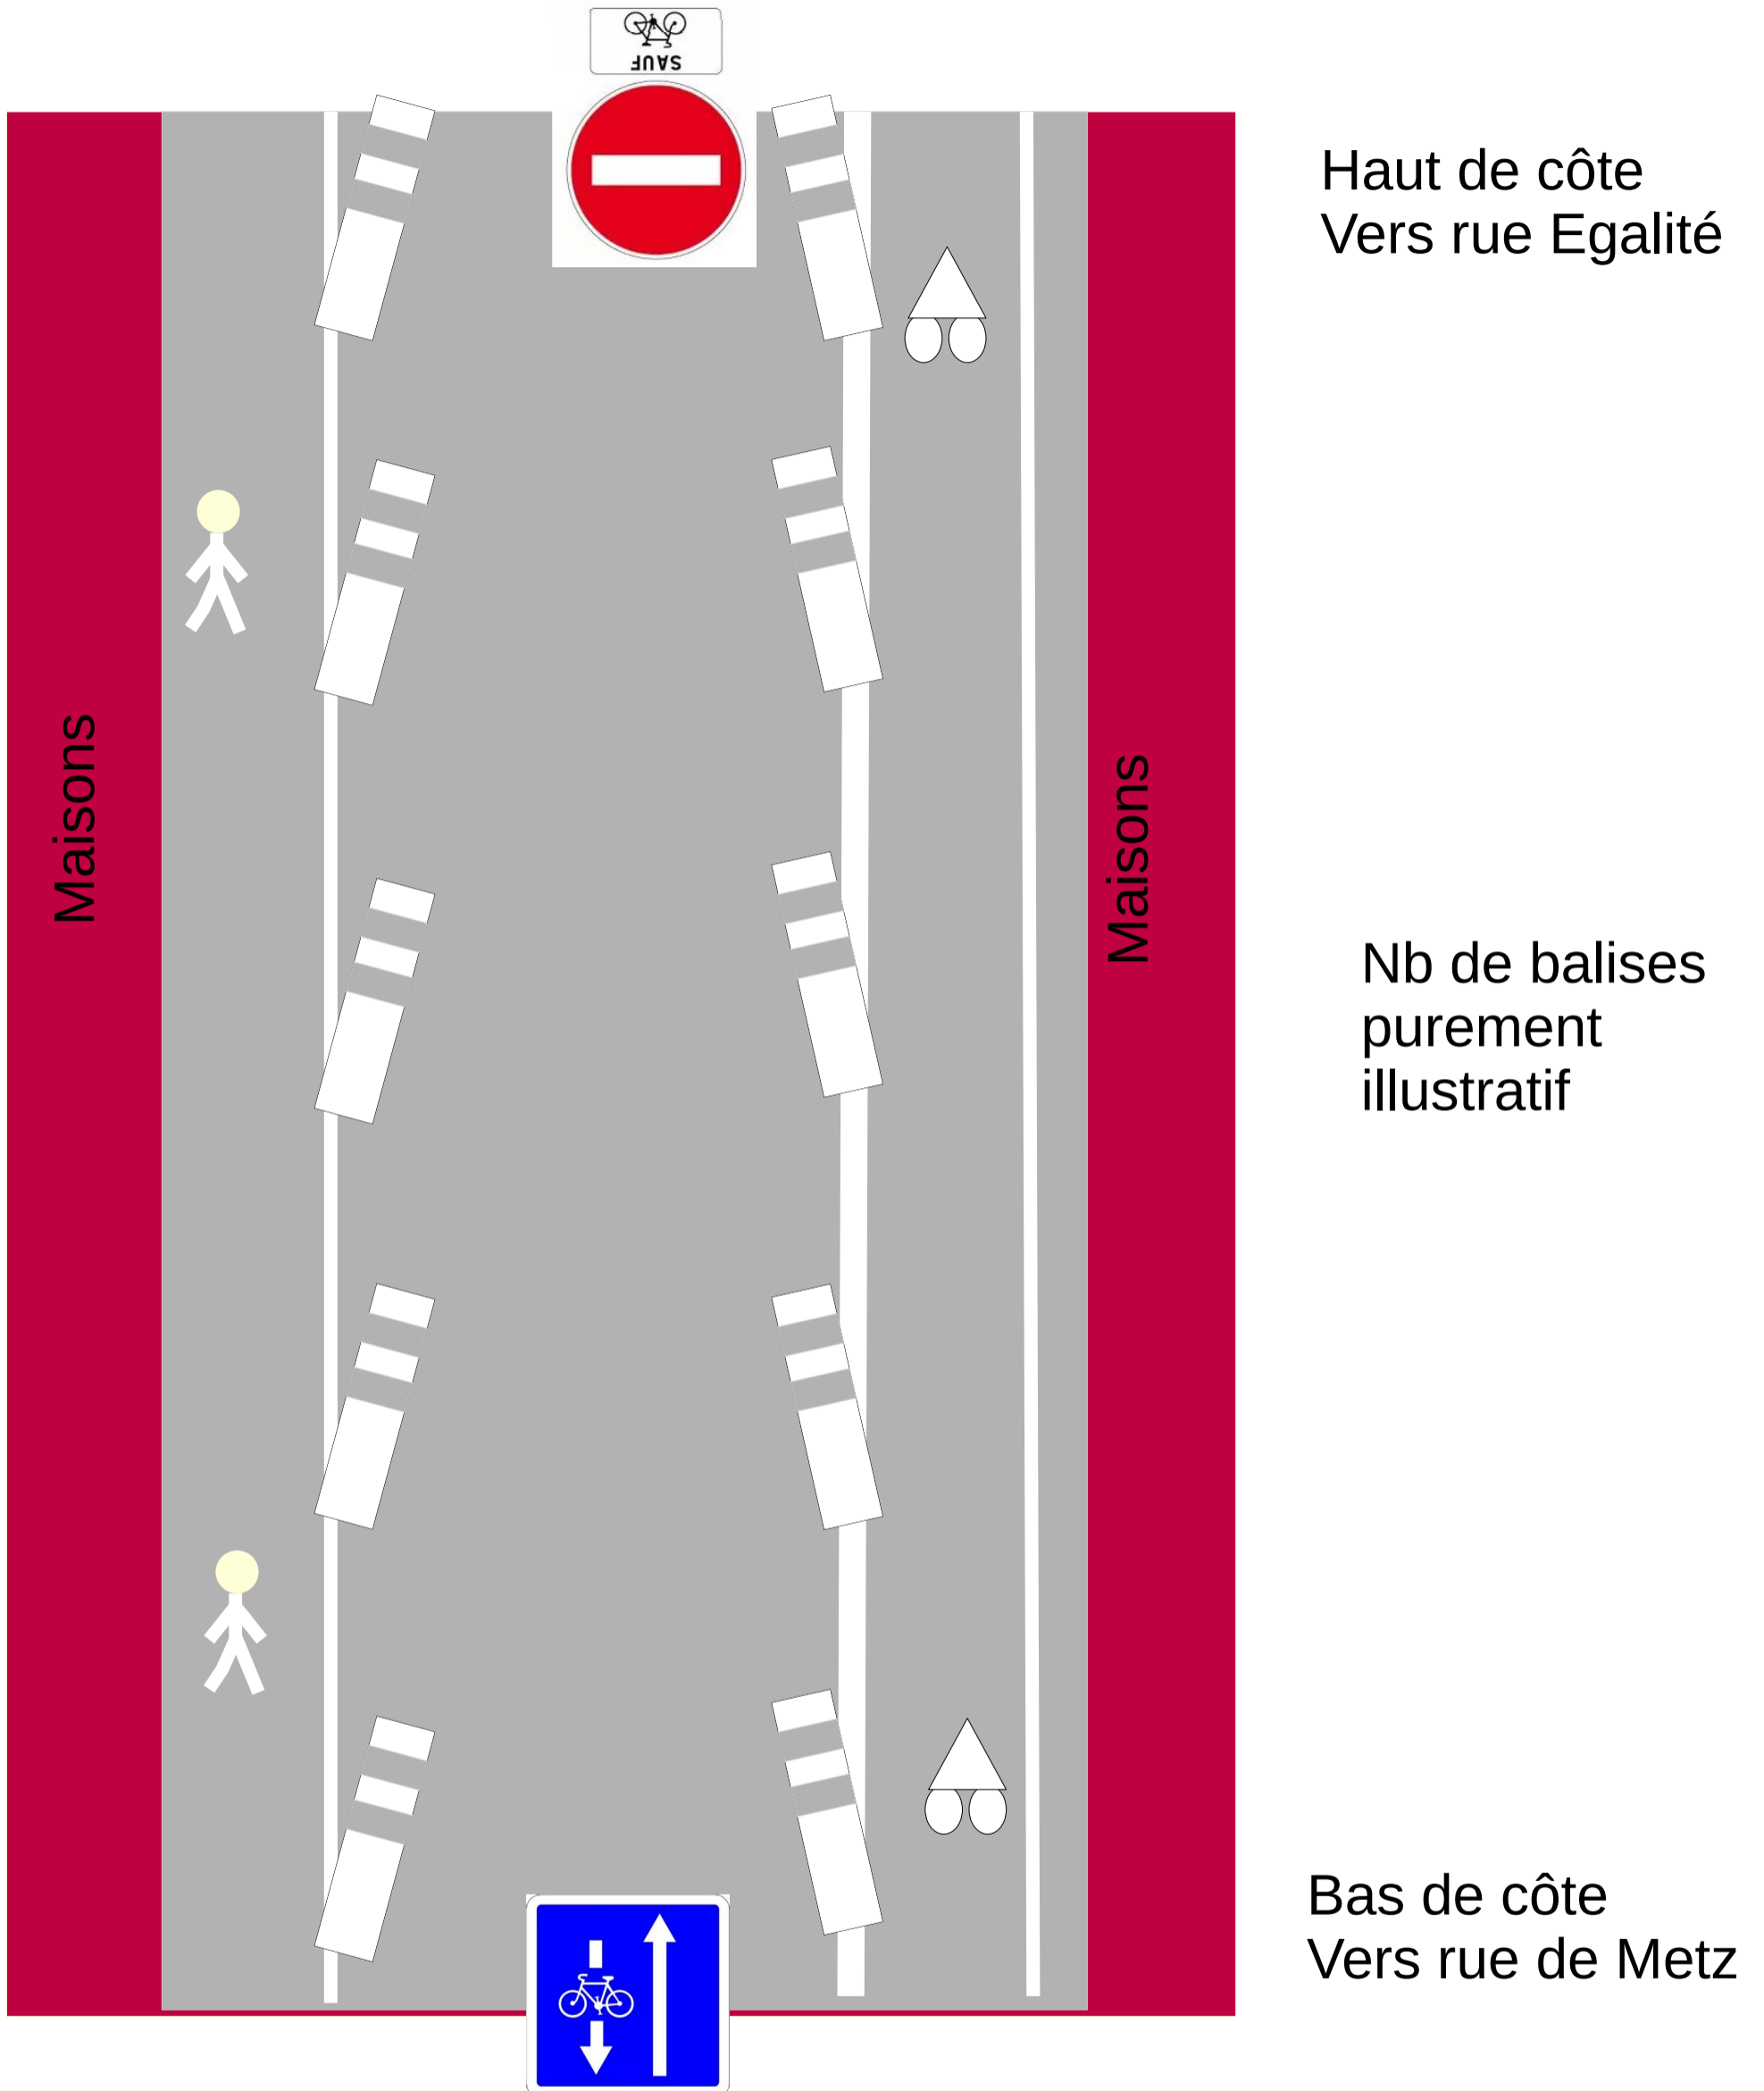 SAUF
Haut de côte
Vers rue Egalité
Maisons
Maisons
Nb de balises
purement
illustratif
Bas de côte
Vers rue de Metz